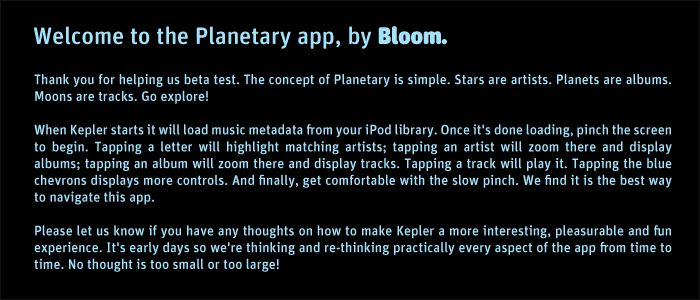 Welcome to the Planetary app, by Bloom.
Thank you for helping us beta test. The concept of Planetary is simple. Stars are artists. Planets are albums.
Moons are tracks. Go explore!
When Kepler starts it will load music metadata from your iPod library. Once it's done loading, pinch the screen
to begin. Tapping a letter will highlight matching artists; tapping an artist will zoom there and display
albums; tapping an album will zoom there and display tracks. Tapping a track will play it. Tapping the blue
chevrons displays more controls. And finally, get comfortable with the slow pinch. We find it is the best way
to navigate this app.
Please let us know if you have any thoughts on how to make Kepler a more interesting, pleasurable and fun
experience. It's early days so we're thinking and re-thinking practically every aspect of the app from time to
time. No thought is too small or too large!